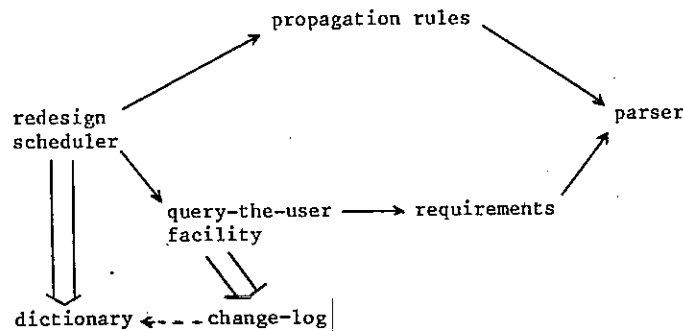 propagation rules
redesign
scheduler
parser
query-the-user
facility
requirements
dictionary
change-log